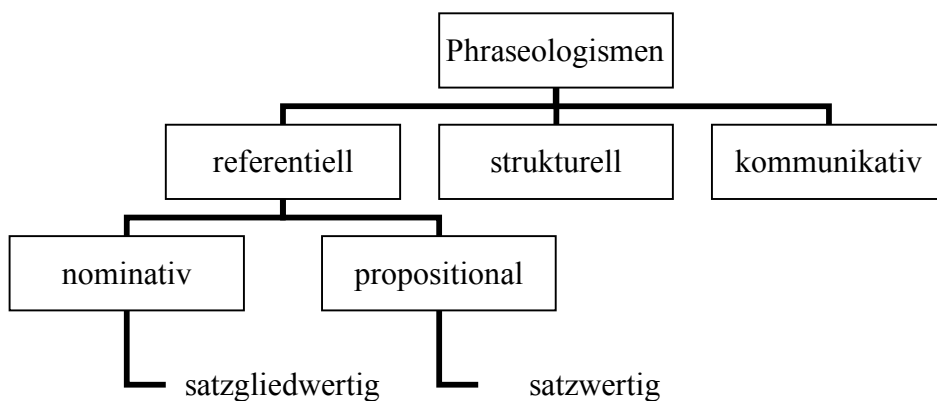 Phraseologismen
referentiell
strukturell
kommunikativ
nominativ
propositional
satzgliedwertig
satzwertig